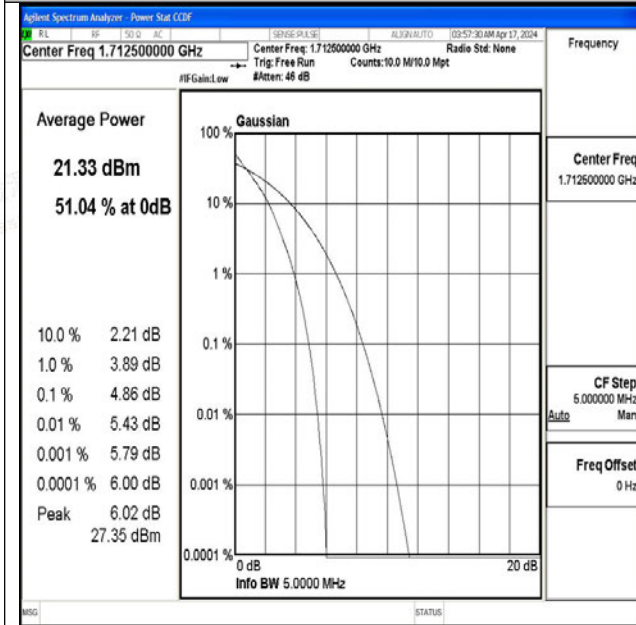 Agilent Spectrum Analyzer - Power Stat CCDF
RL RF 50 Ω AC SENSE:PULSE ALIGN AUTO 03:57:30 AM Apr 17, 2024
Center Freq 1.712500000 GHz
Center Freq: 1.712500000 GHz Radio Std: None
Trig: Free Run Counts:10.0 M/10.0 Mpt
#IFGain:Low #Atten: 46 dB
Frequency
Average Power
21.33 dBm
51.04 % at 0dB
10.0 % 2.21 dB
1.0 % 3.89 dB
0.1 % 4.86 dB
0.01 % 5.43 dB
0.001 % 5.79 dB
0.0001 % 6.00 dB
Peak 6.02 dB
27.35 dBm
Gaussian
100 %
10 %
1 %
0.1 %
0.01 %
0.001 %
0.0001 %
0 dB 20 dB
Info BW 5.0000 MHz
Center Freq
1.712500000 GHz
CF Step
5.000000 MHz
Auto Man
Freq Offset
0 Hz
MSG STATUS